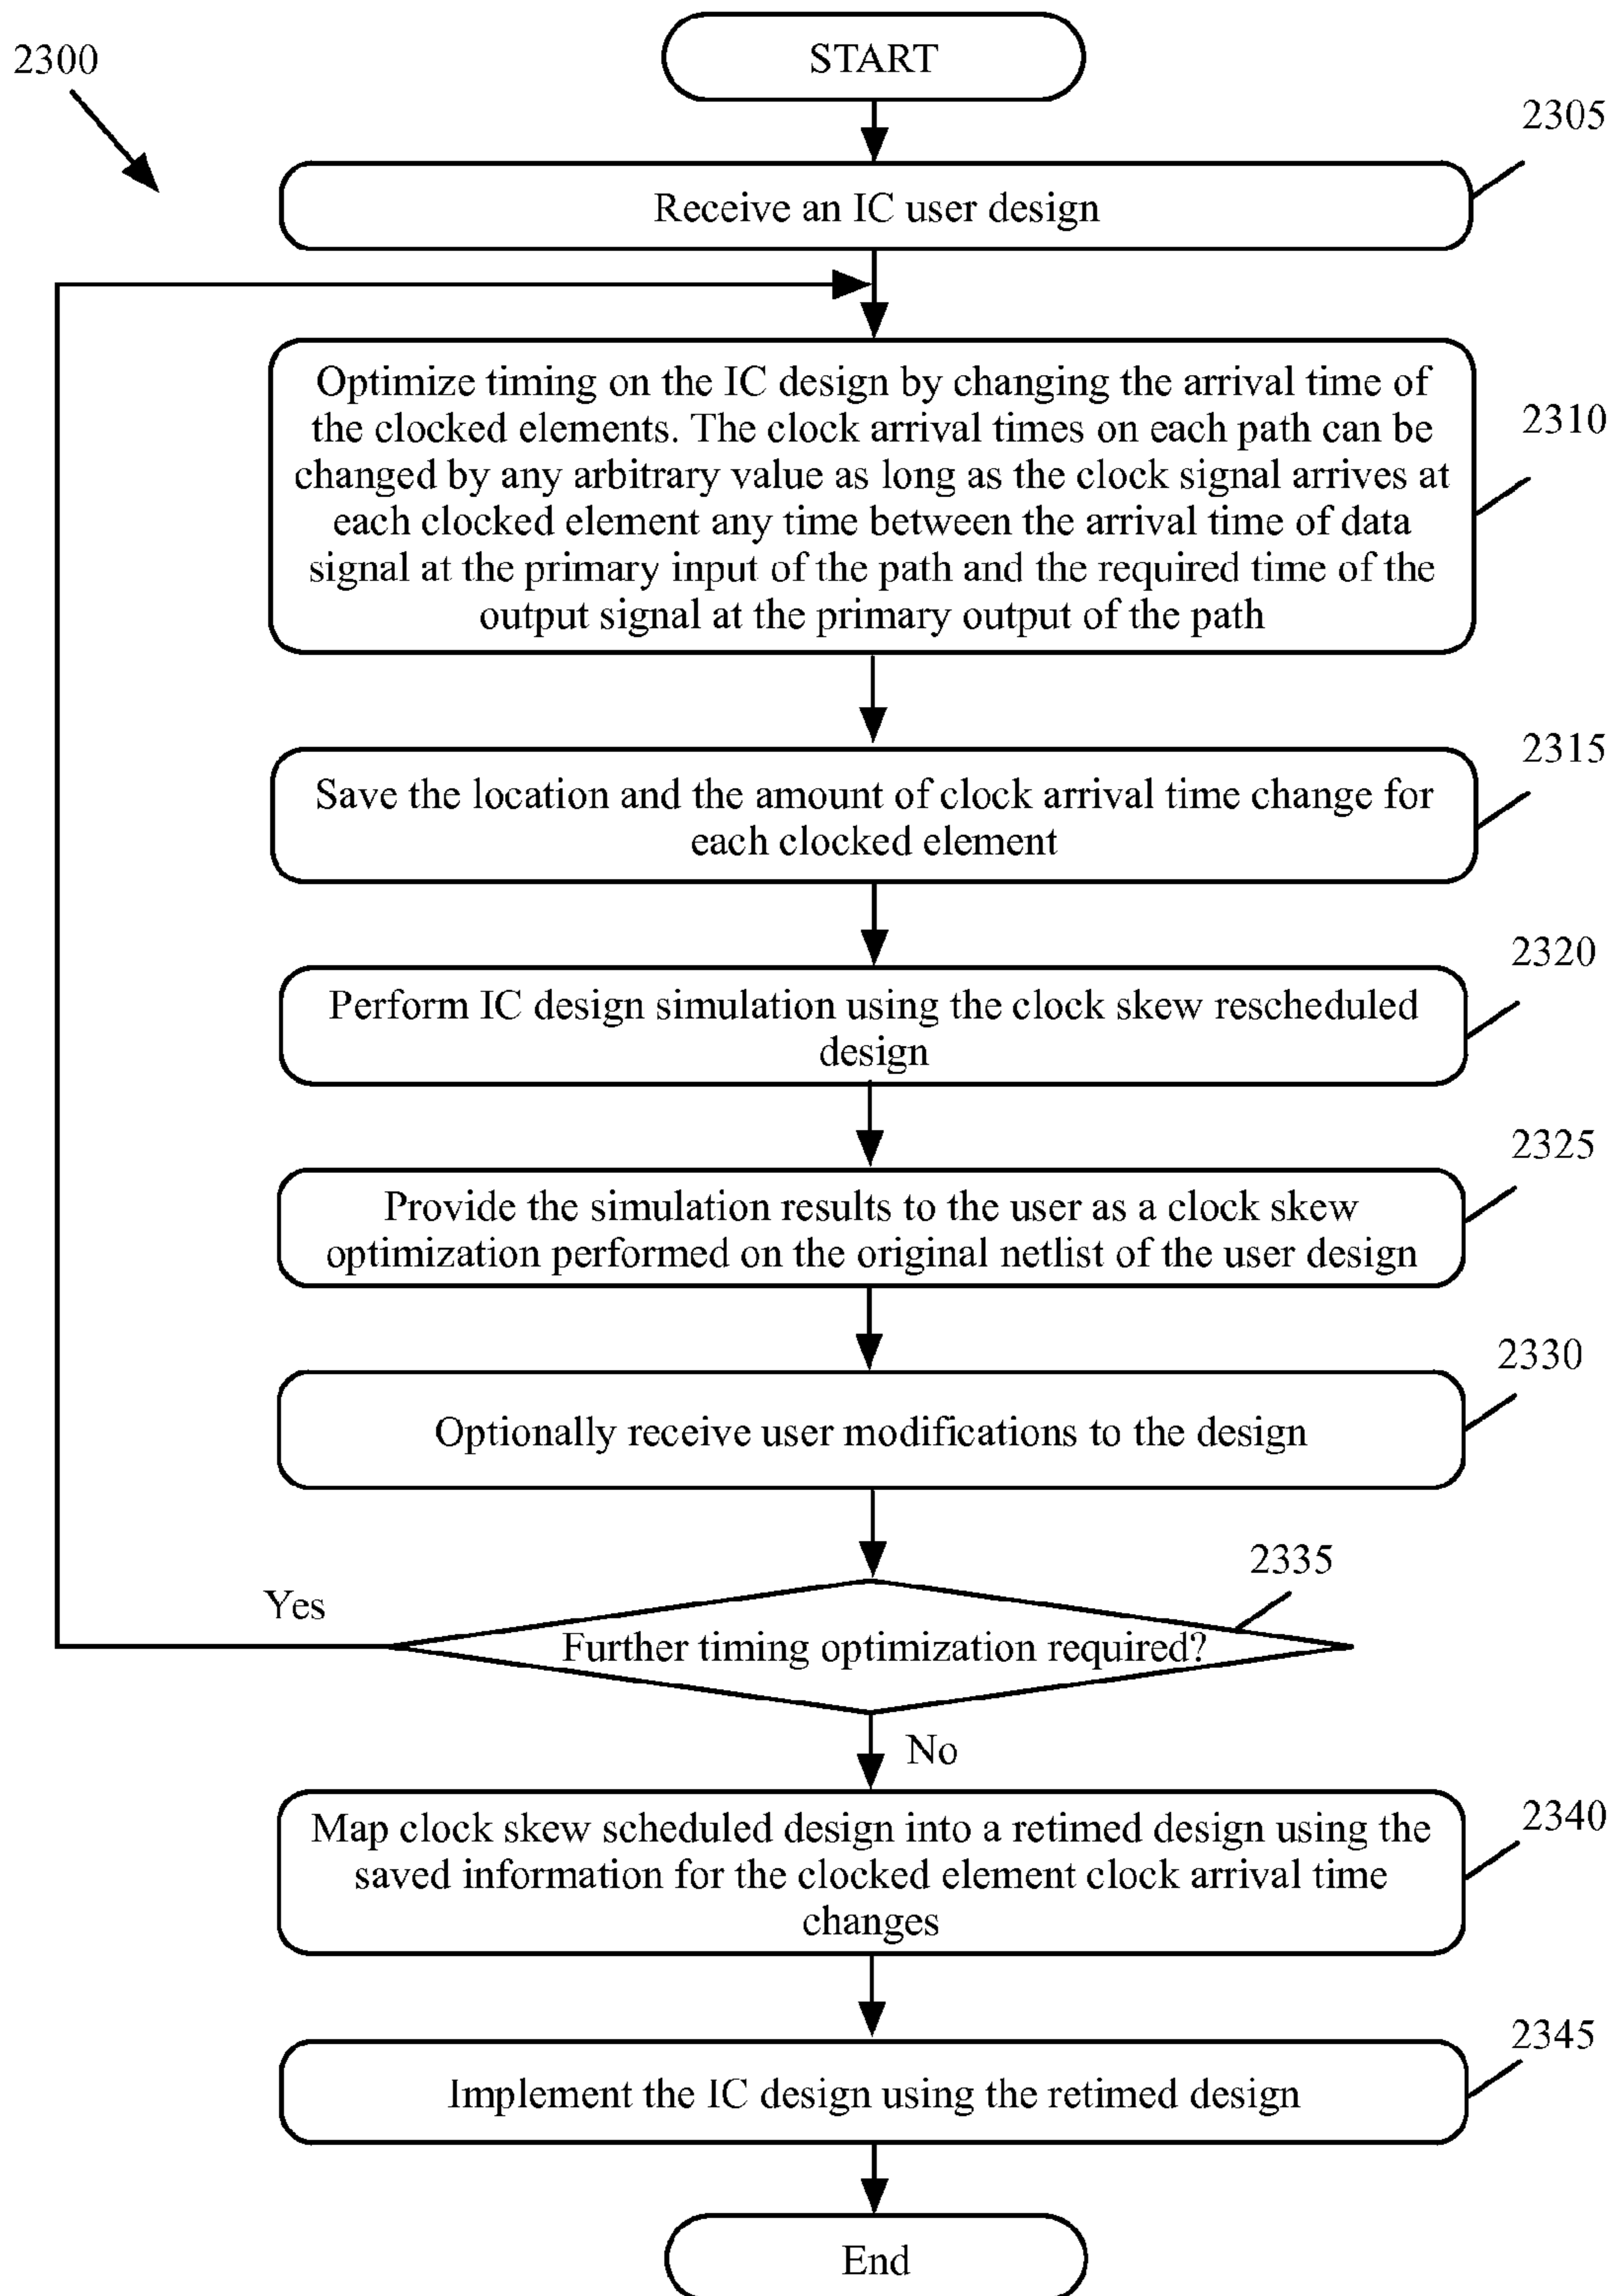 2300
START
2305
Receive an IC user design
Optimize timing on the IC design by changing the arrival time of
the clocked elements. The clock arrival times on each path can be
changed by any arbitrary value as long as the clock signal arrives at
each clocked element any time between the arrival time of data
signal at the primary input of the path and the required time of the
output signal at the primary output of the path
2310
2315
Save the location and the amount of clock arrival time change for
each clocked element
2320
Perform IC design simulation using the clock skew rescheduled
design
2325
Provide the simulation results to the user as a clock skew
optimization performed on the original netlist of the user design
2330
Optionally receive user modifications to the design
2335
Yes
Further timing optimization required?
No
2340
Map clock skew scheduled design into a retimed design using the
saved information for the clocked element clock arrival time
changes
2345
Implement the IC design using the retimed design
End